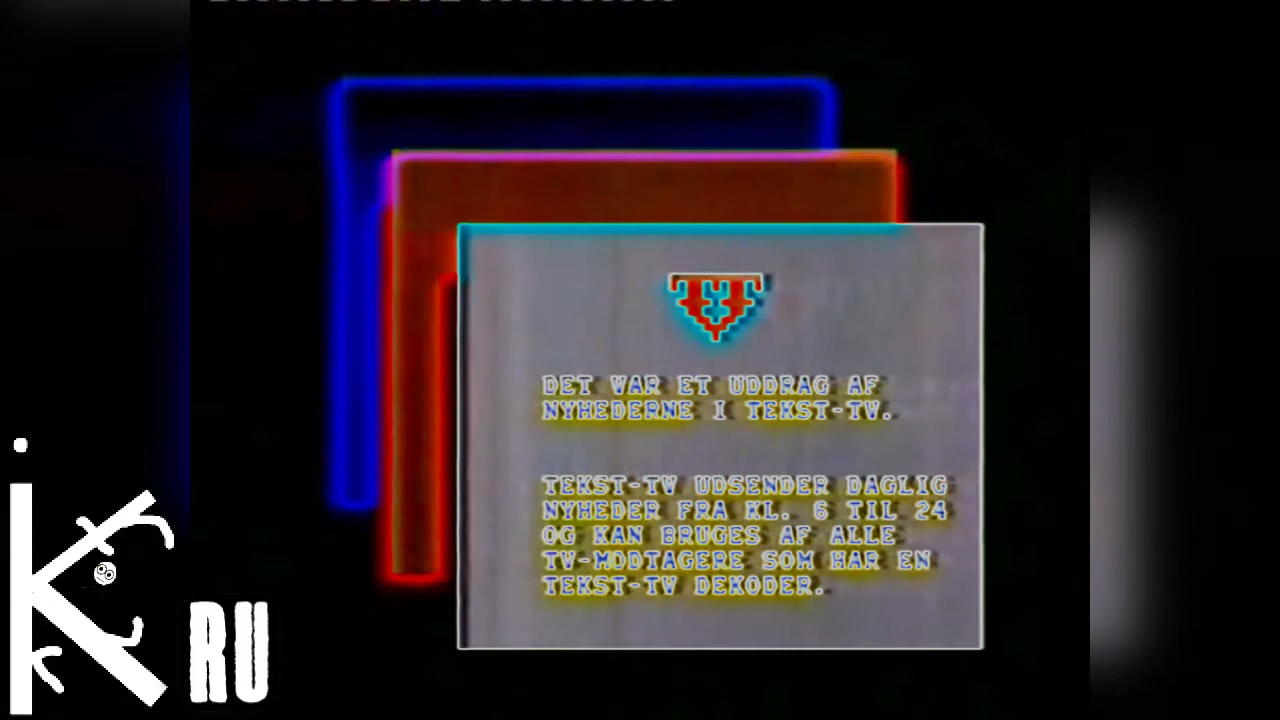 DET VAR ET UDDRAG AF
NYHEDERNE I TEKST-TV.
TEKST-TV UDSENDER DAGLIG
NYHEDER FRA KL. 6 TIL 24
OG KAN BRUGES AF ALLE
TV-MODTAGERE SOM HAR EN
TEKST-TV DEKODER.
K RU